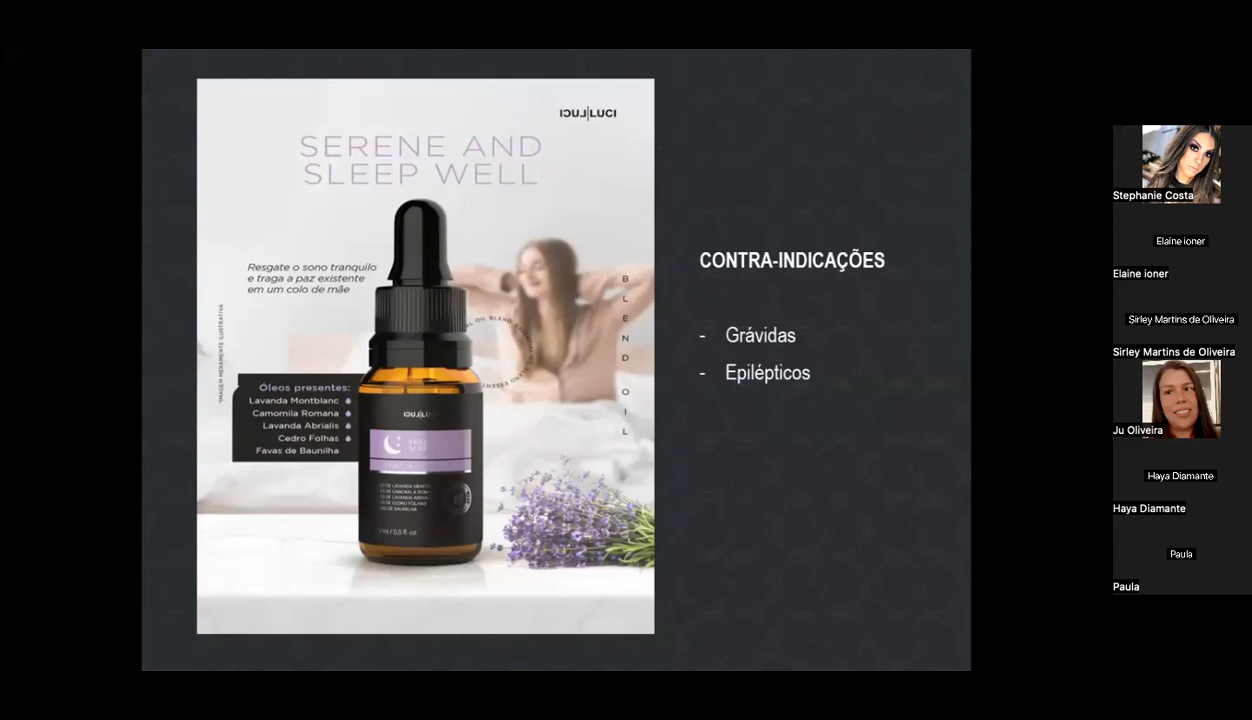 LUCI|LUCI
SERENE AND
SLEEP WELL
Resgate o sono tranquilo
e traga a paz existente
em um colo de mãe
*IMAGEM MERAMENTE ILUSTRATIVA
BLEND OIL
Óleos presentes:
Lavanda Montblanc
Camomila Romana
Lavanda Abrialis
Cedro Folhas
Favas de Baunilha
CONTRA-INDICAÇÕES
- Grávidas
- Epilépticos
Stephanie Costa
Elaine ioner
Elaine ioner
Sirley Martins de Oliveira
Sirley Martins de Oliveira
Ju Oliveira
Haya Diamante
Haya Diamante
Paula
Paula